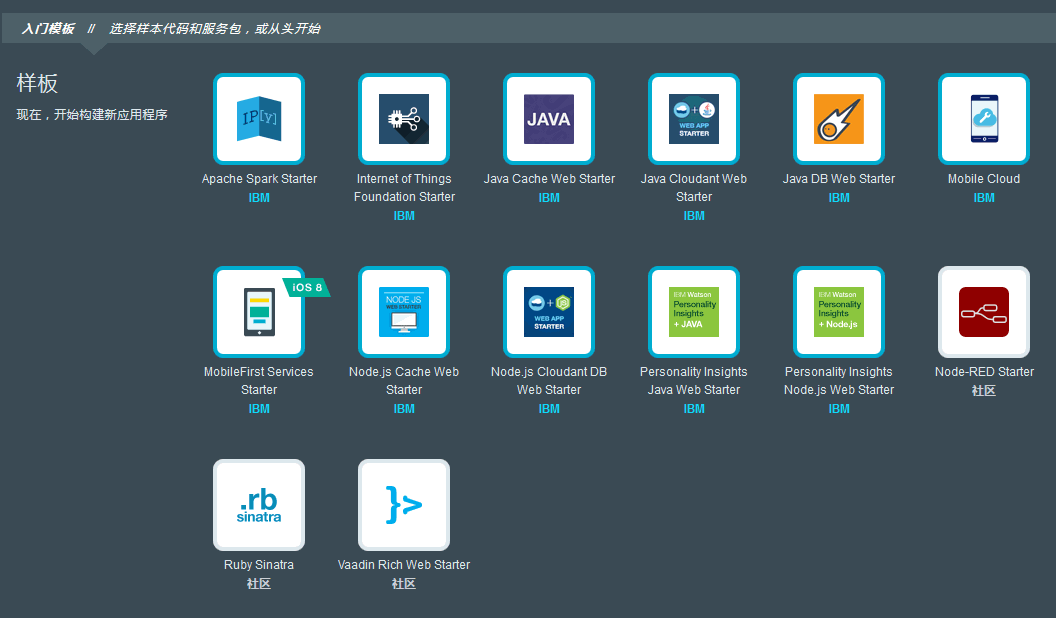 入门模板 // 选择样本代码和服务包，或从头开始
样板
现在，开始构建新应用程序
IP[y]
JAVA
+
WEB APP
STARTER
Apache Spark Starter
IBM
Internet of Things
Foundation Starter
IBM
Java Cache Web Starter
IBM
Java Cloudant Web
Starter
IBM
Java DB Web Starter
IBM
Mobile Cloud
IBM
iOS 8
NODE JS
WEB STARTER
+
WEB APP
STARTER
IBM Watson
Personality
Insights
+ JAVA
IBM Watson
Personality
Insights
+ Node.js
MobileFirst Services
Starter
IBM
Node.js Cache Web
Starter
IBM
Node.js Cloudant DB
Web Starter
IBM
Personality Insights
Java Web Starter
IBM
Personality Insights
Node.js Web Starter
IBM
Node-RED Starter
社区
.rb
sinatra
}>
Ruby Sinatra
社区
Vaadin Rich Web Starter
社区